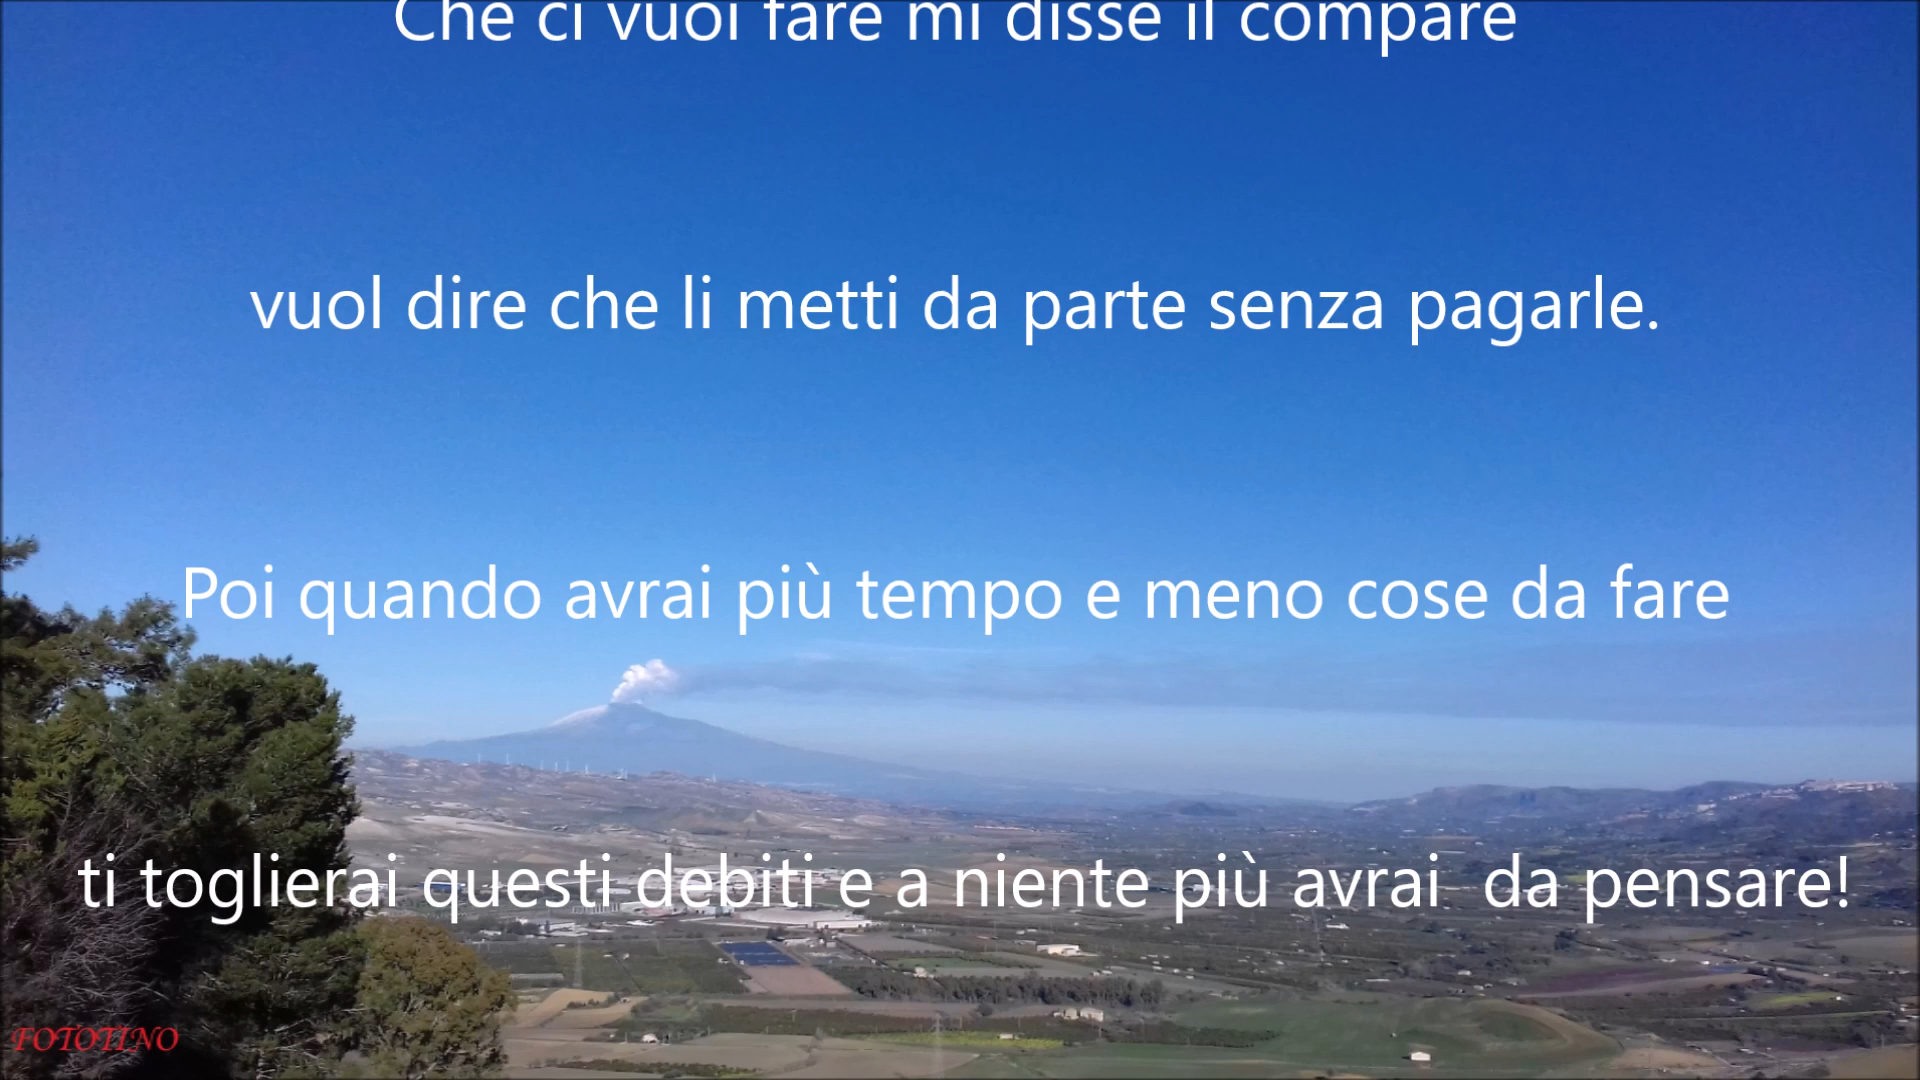 Che ci vuoi fare mi disse il compare
vuol dire che li metti da parte senza pagarle.
Poi quando avrai più tempo e meno cose da fare
ti toglierai questi debiti e a niente più avrai da pensare!
FOTOTINO